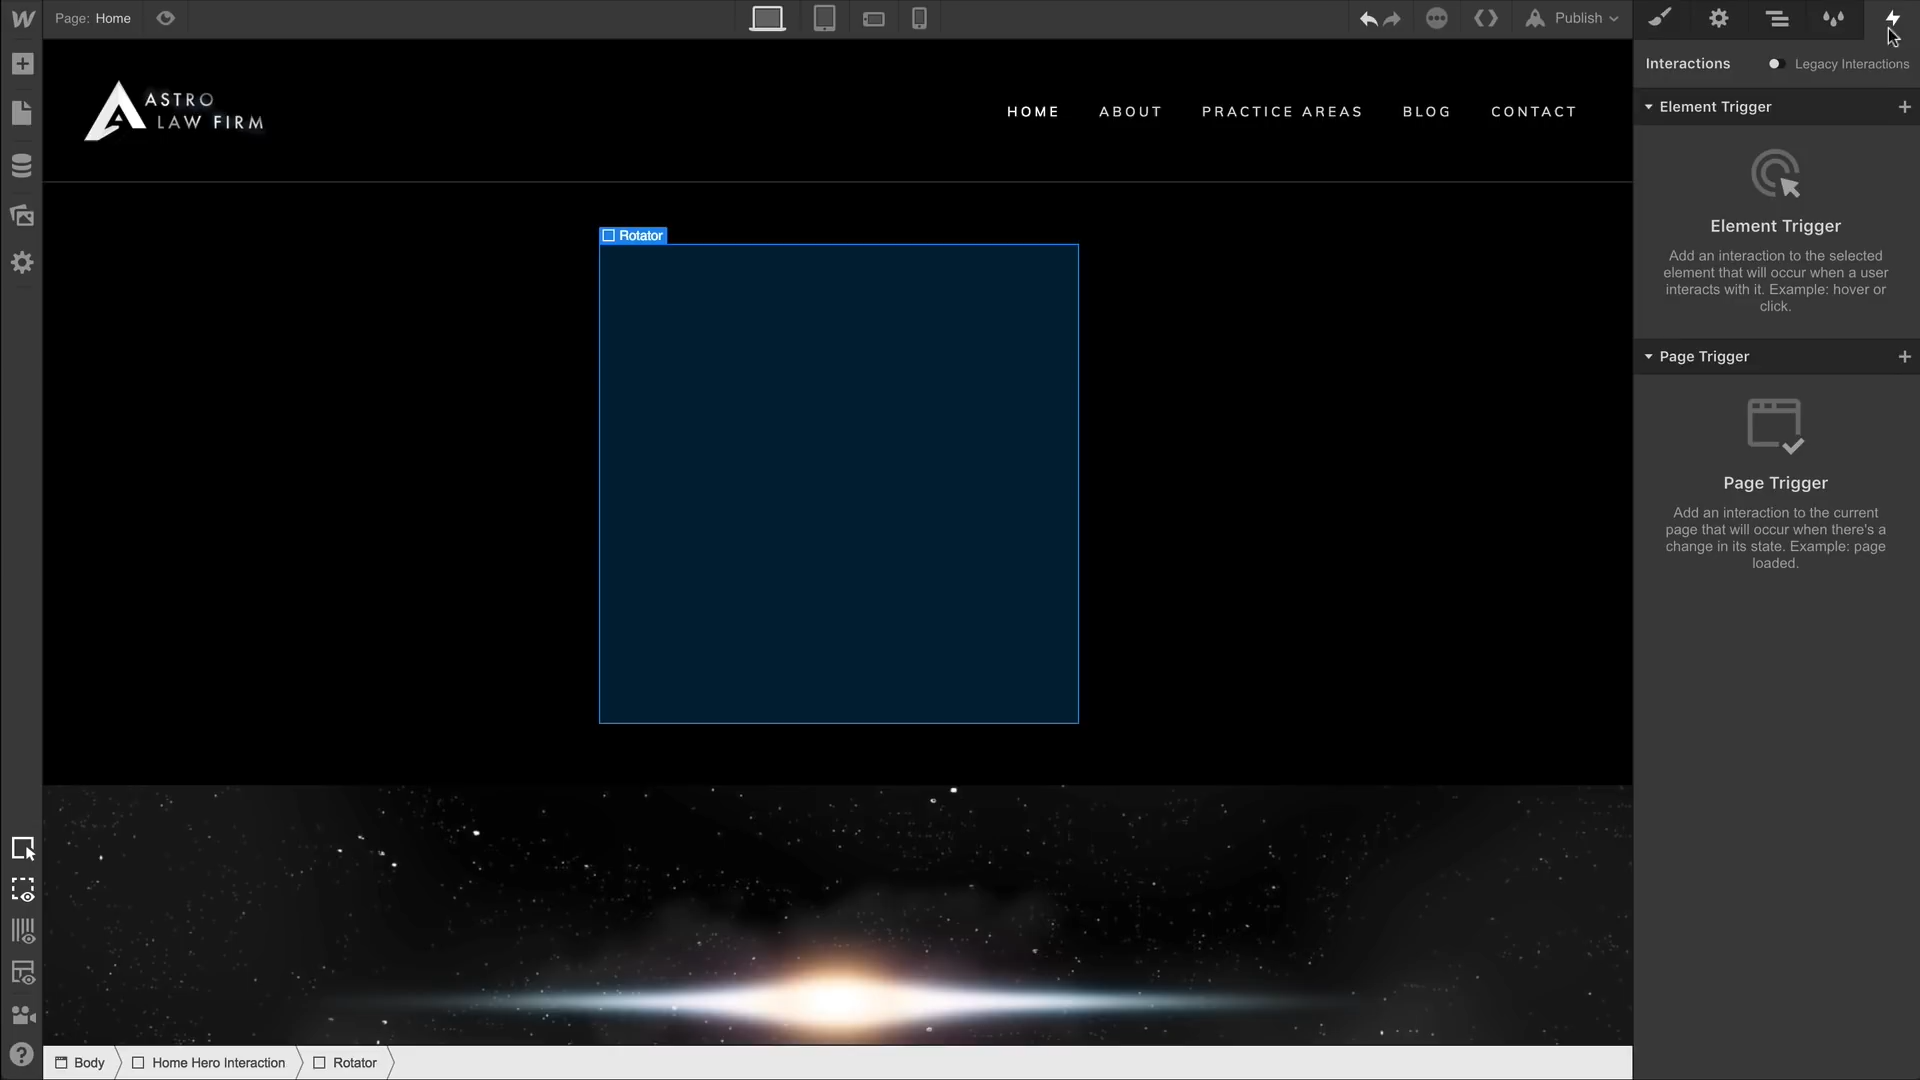 Page: Home
Publish
Interactions
Legacy Interactions
Element Trigger
ASTRO
LAW FIRM
HOME
ABOUT
PRACTICE AREAS
BLOG
CONTACT
Rotator
Element Trigger
Add an interaction to the selected
element that will occur when a user
interacts with it. Example: hover or
click.
Page Trigger
Page Trigger
Add an interaction to the current
page that will occur when there's a
change in its state. Example: page
loaded.
Body
Home Hero Interaction
Rotator